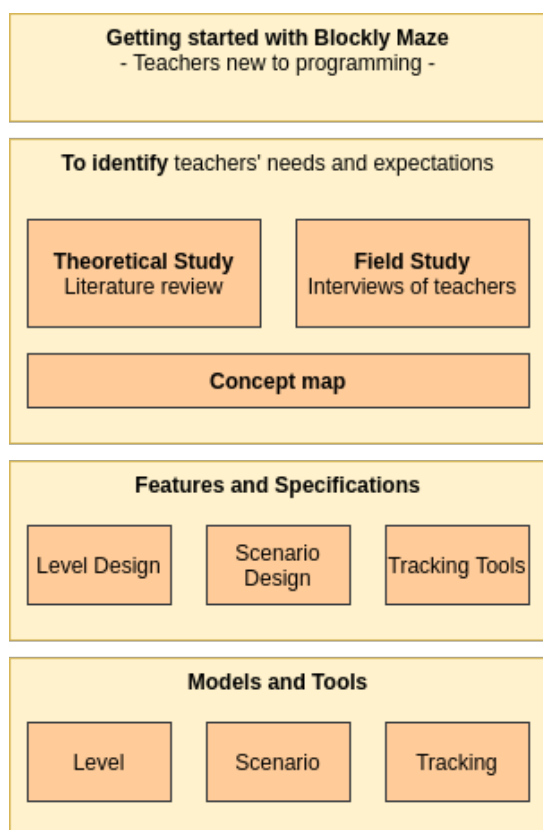 Getting started with Blockly Maze
- Teachers new to programming -
To identify teachers' needs and expectations
Theoretical Study
Literature review
Field Study
Interviews of teachers
Concept map
Features and Specifications
Level Design
Scenario
Design
Tracking Tools
Models and Tools
Level
Scenario
Tracking